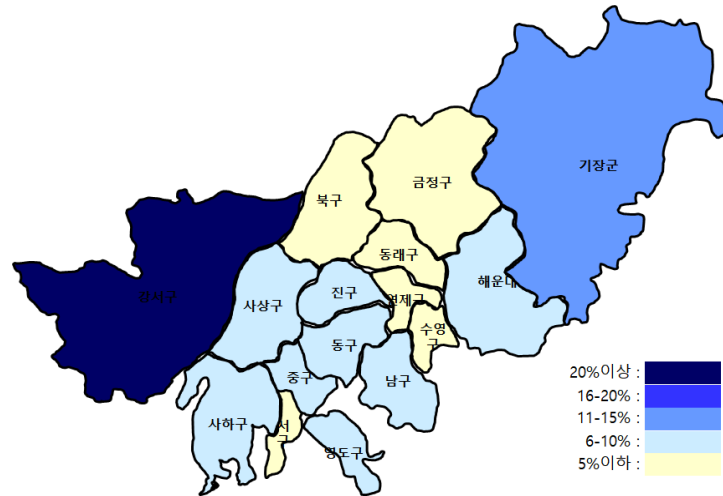 기장군
금정구
북구
동래구
해운대
강서구
사상구
진구
연제구
수영
구
동구
중구
남구
사하구
서
구
영도구
20%이상 :
16-20% :
11-15% :
6-10% :
5%이하 :